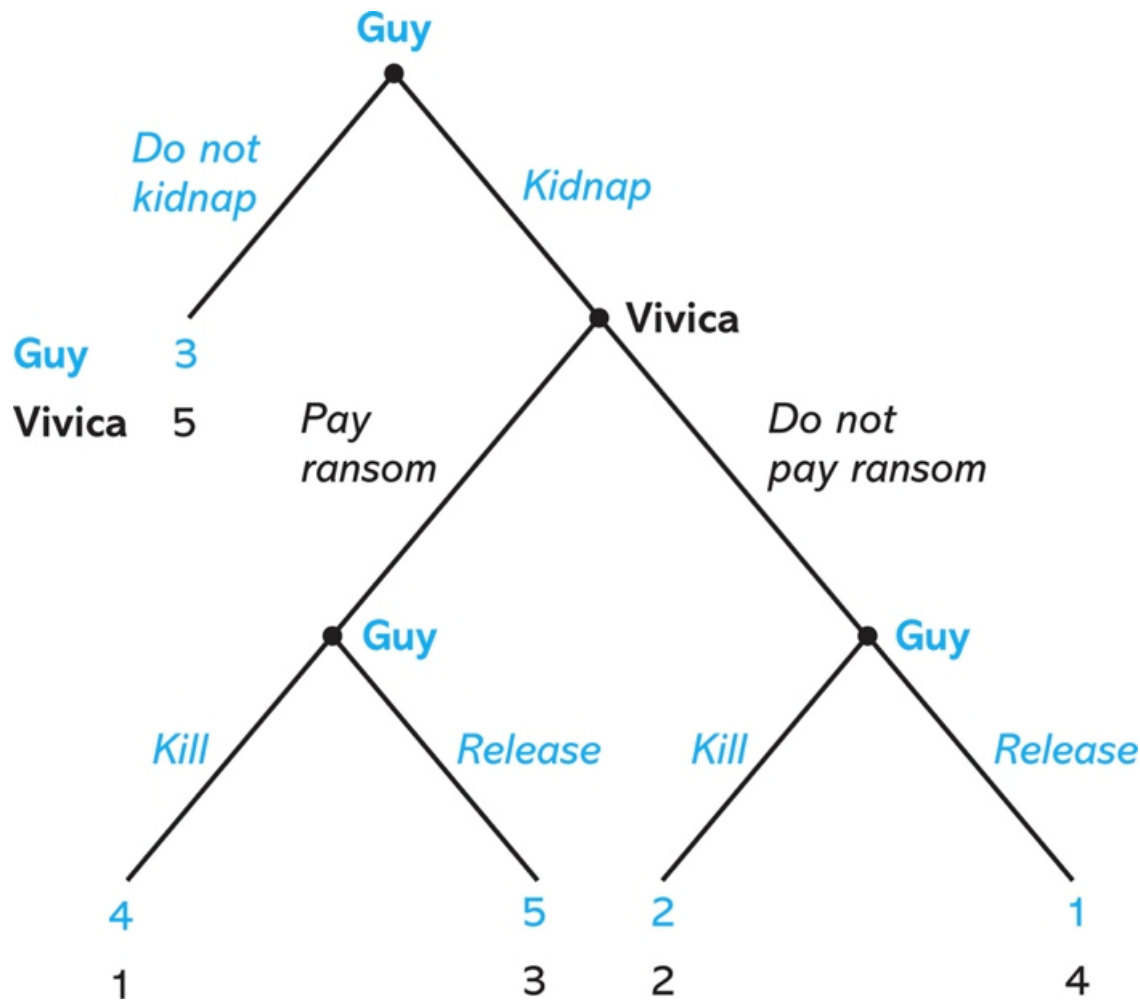 Guy
Do not
kidnap
Kidnap
Vivica
Guy 3
Vivica 5
Pay
ransom
Do not
pay ransom
Guy
Guy
Kill
Release
Kill
Release
4 5 2 1
1 3 2 4